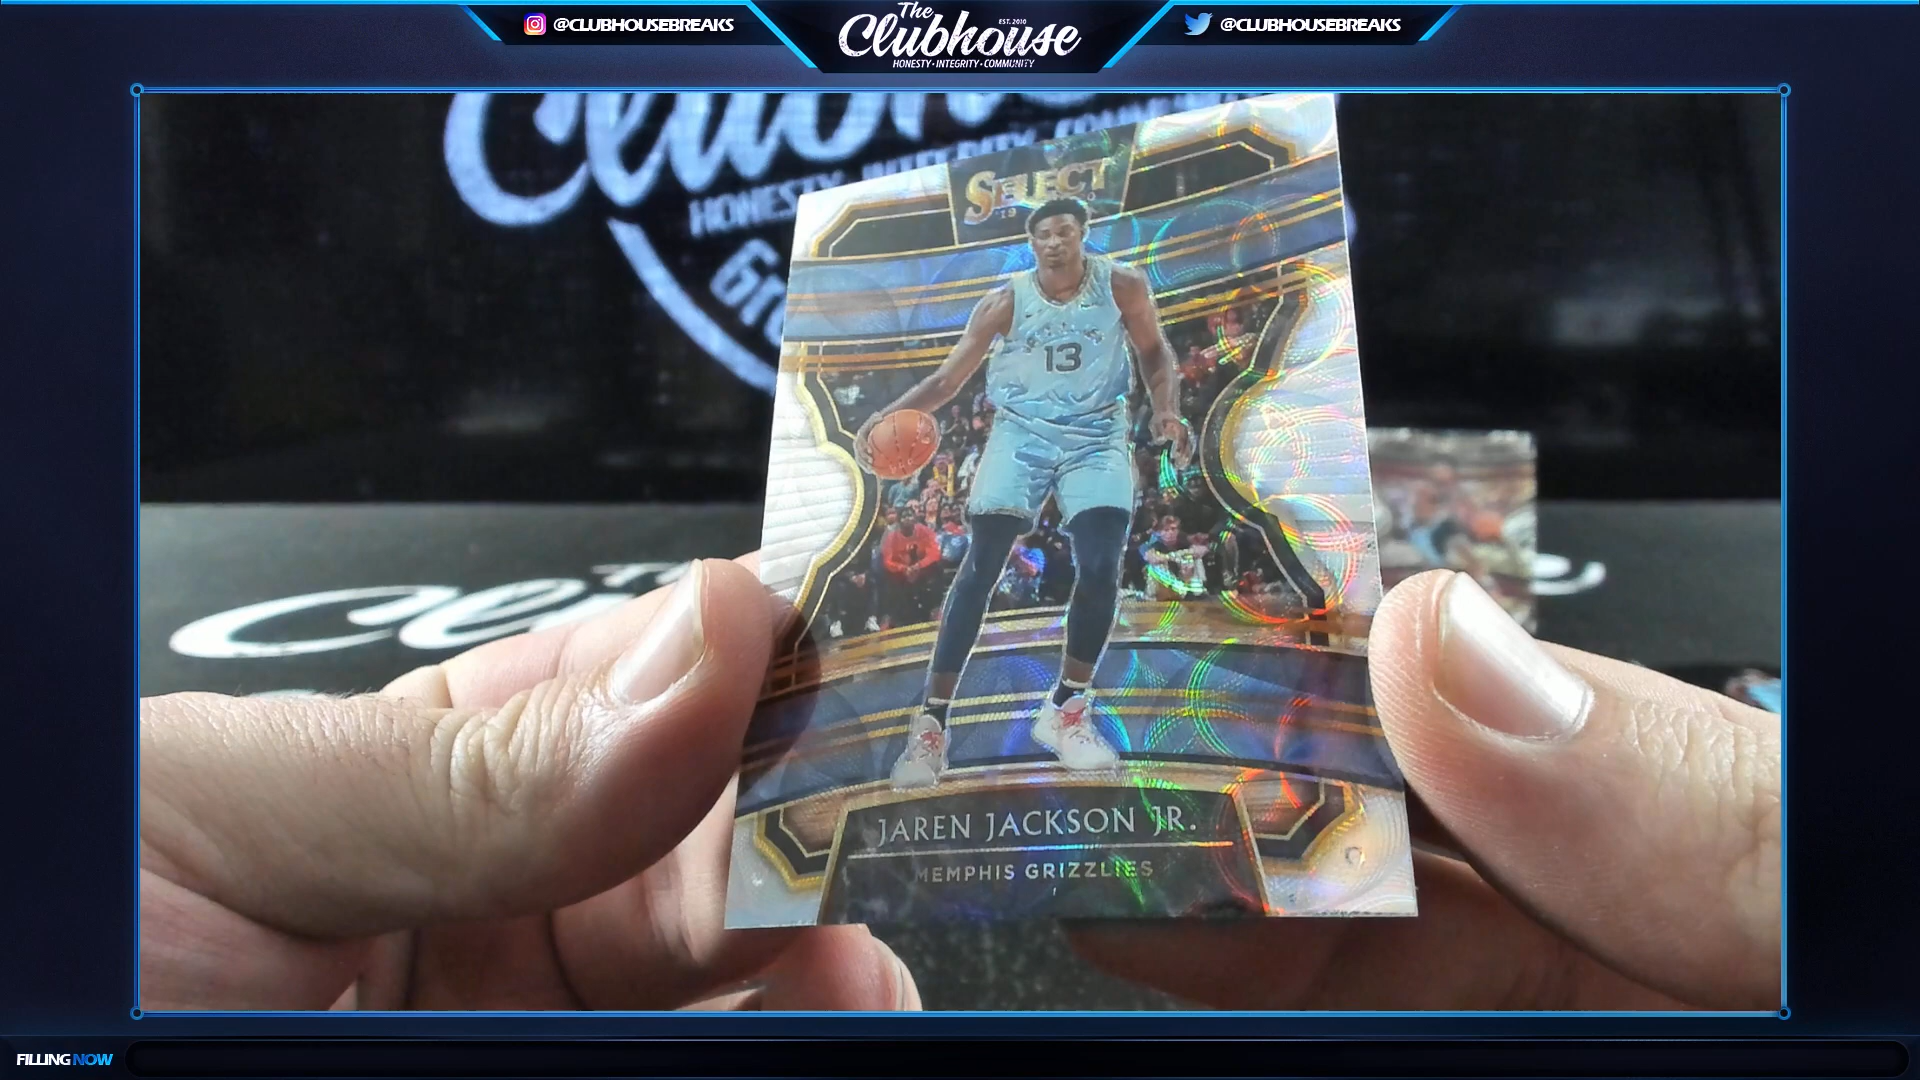 @CLUBHOUSEBREAKS
The
EST. 2010
Clubhouse
HONESTY • INTEGRITY • COMMUNITY
@CLUBHOUSEBREAKS
SELECT
13
JAREN JACKSON JR.
MEMPHIS GRIZZLIES
FILLING NOW